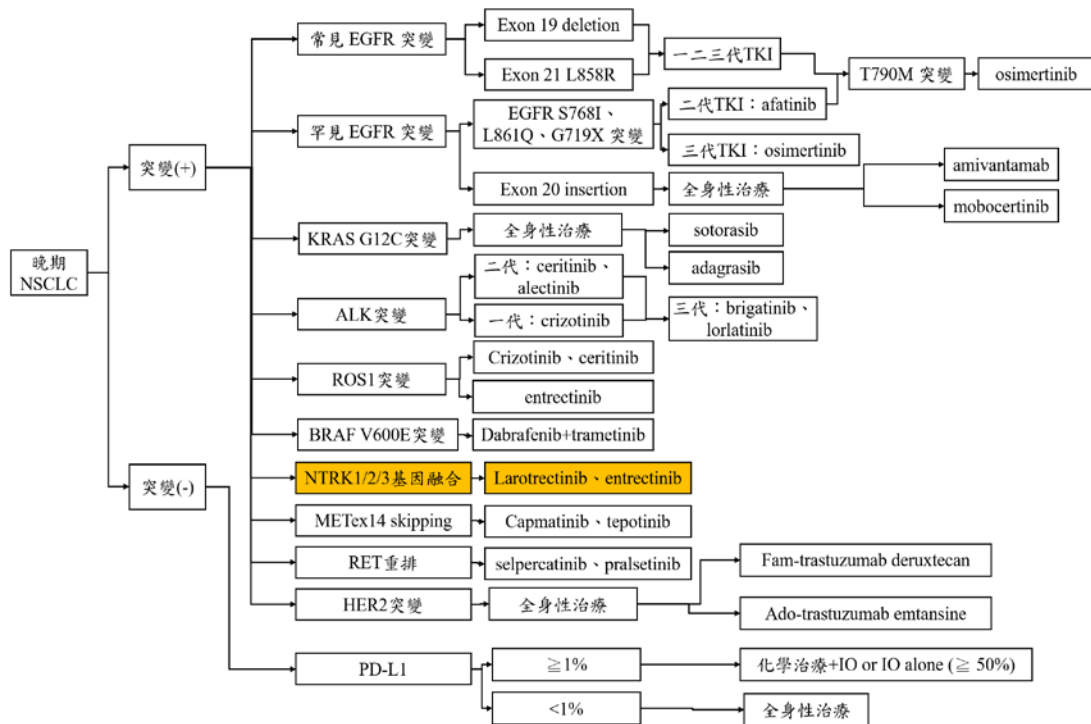 晚期
NSCLC
突變(+)
常見 EGFR 突變
Exon 19 deletion
Exon 21 L858R
一二三代TKI
T790M 突變
osimertinib
罕見 EGFR 突變
EGFR S768I、
L861Q、G719X 突變
二代TKI：afatinib
三代TKI：osimertinib
Exon 20 insertion
全身性治療
amivantamab
mobocertinib
KRAS G12C突變
全身性治療
sotorasib
adagrasib
ALK突變
二代：ceritinib、
alectinib
一代：crizotinib
三代：brigatinib、
lorlatinib
ROS1突變
Crizotinib、ceritinib
entrectinib
BRAF V600E突變
Dabrafenib+trametinib
NTRK1/2/3基因融合
Larotrectinib、entrectinib
METex14 skipping
Capmatinib、tepotinib
RET重排
selpercatinib、pralsetinib
HER2突變
全身性治療
Fam-trastuzumab deruxtecan
Ado-trastuzumab emtansine
突變(-)
PD-L1
≧1%
化學治療+IO or IO alone (≧ 50%)
<1%
全身性治療